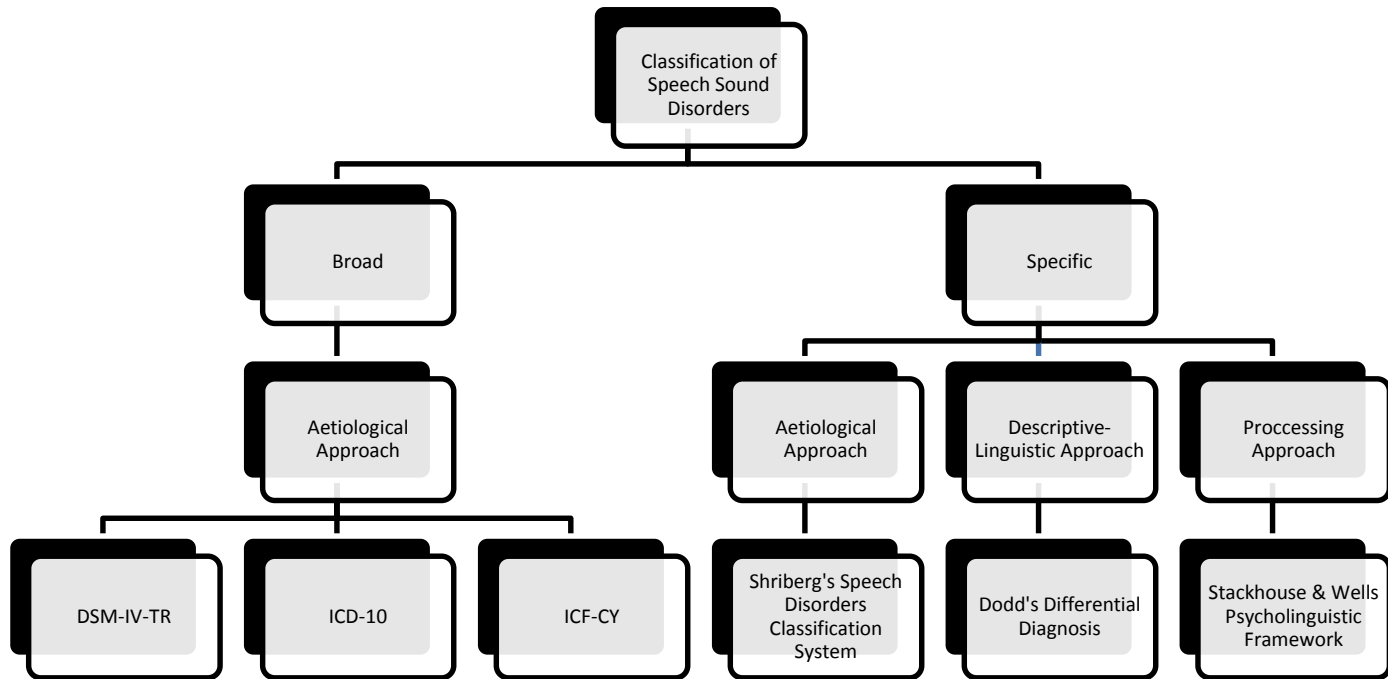 Classification of
Speech Sound
Disorders
Broad
Specific
Aetiological
Approach
Aetiological
Approach
Descriptive-
Linguistic Approach
Proccessing
Approach
DSM-IV-TR
ICD-10
ICF-CY
Shriberg's Speech
Disorders
Classification
System
Dodd's Differential
Diagnosis
Stackhouse & Wells
Psycholinguistic
Framework